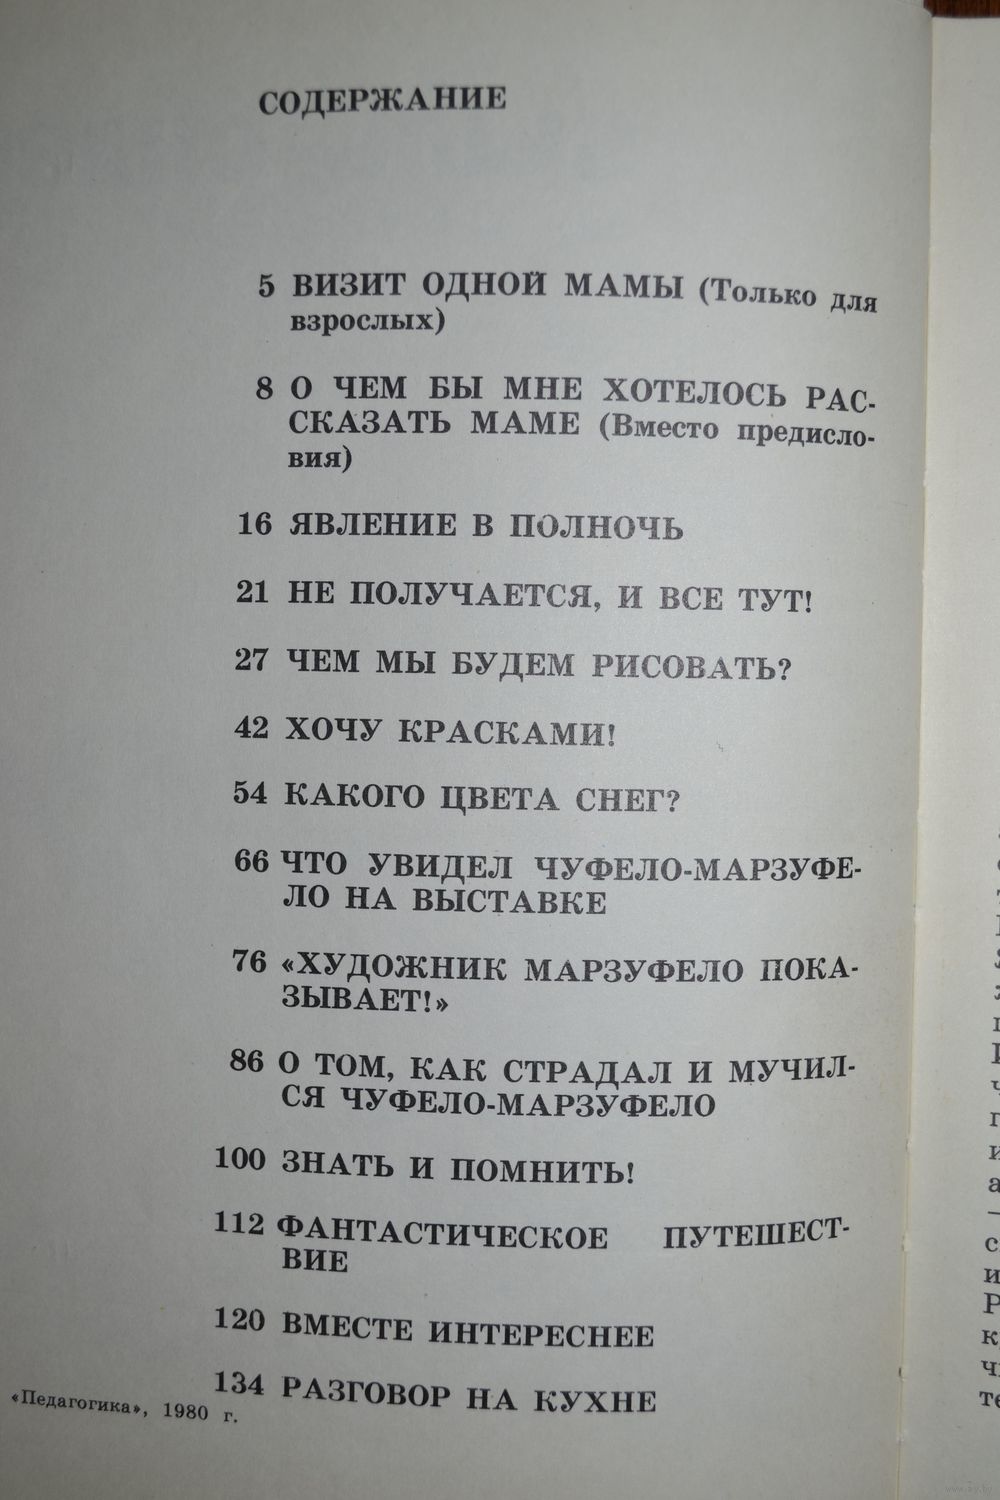 СОДЕРЖАНИЕ
5 ВИЗИТ ОДНОЙ МАМЫ (Только для
взрослых)
8 О ЧЕМ БЫ МНЕ ХОТЕЛОСЬ РАС-
СКАЗАТЬ МАМЕ (Вместо предисло-
вия)
16 ЯВЛЕНИЕ В ПОЛНОЧЬ
21 НЕ ПОЛУЧАЕТСЯ, И ВСЕ ТУТ!
27 ЧЕМ МЫ БУДЕМ РИСОВАТЬ?
42 ХОЧУ КРАСКАМИ!
54 КАКОГО ЦВЕТА СНЕГ?
66 ЧТО УВИДЕЛ ЧУФЕЛО-МАРЗУФЕ-
ЛО НА ВЫСТАВКЕ
76 «ХУДОЖНИК МАРЗУФЕЛО ПОКА-
ЗЫВАЕТ!»
86 О ТОМ, КАК СТРАДАЛ И МУЧИЛ-
СЯ ЧУФЕЛО-МАРЗУФЕЛО
100 ЗНАТЬ И ПОМНИТЬ!
112 ФАНТАСТИЧЕСКОЕ ПУТЕШЕСТ-
ВИЕ
120 ВМЕСТЕ ИНТЕРЕСНЕЕ
134 РАЗГОВОР НА КУХНЕ
«Педагогика», 1980 г.